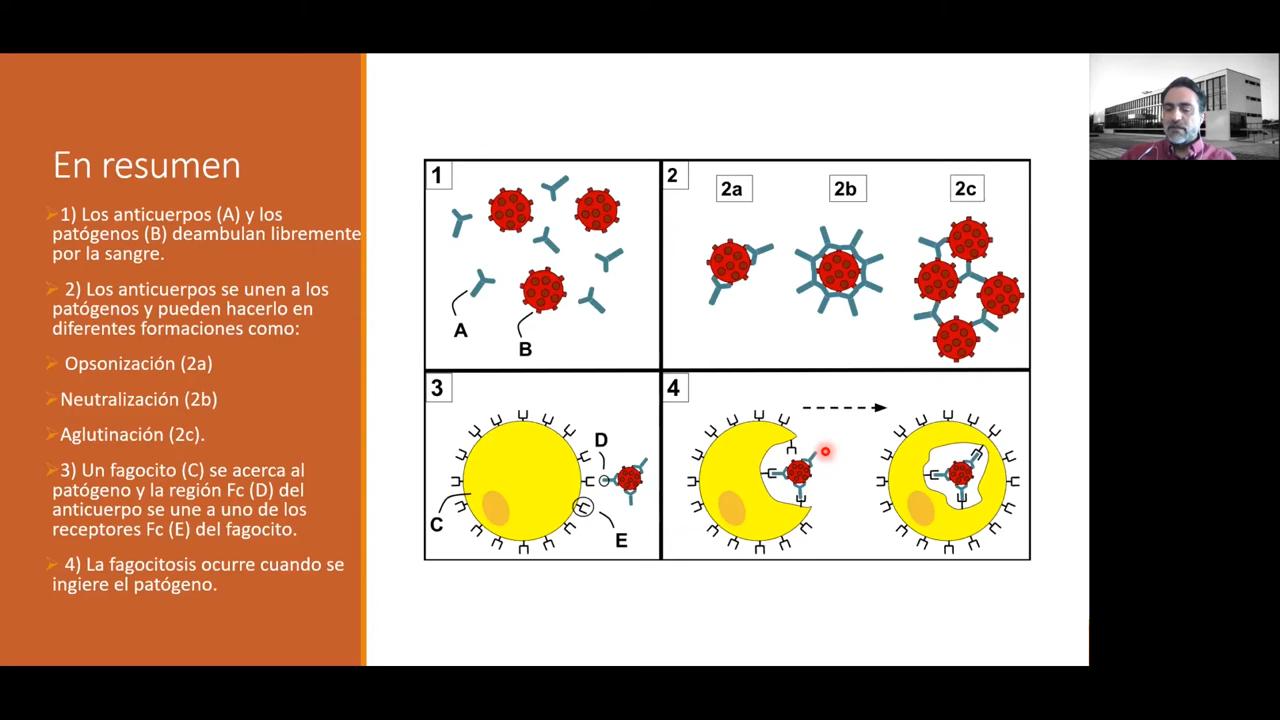 En resumen
1) Los anticuerpos (A) y los
patógenos (B) deambulan libremente
por la sangre.
2) Los anticuerpos se unen a los
patógenos y pueden hacerlo en
diferentes formaciones como:
Opsonización (2a)
Neutralización (2b)
Aglutinación (2c).
3) Un fagocito (C) se acerca al
patógeno y la región Fc (D) del
anticuerpo se une a uno de los
receptores Fc (E) del fagocito.
4) La fagocitosis ocurre cuando se
ingiere el patógeno.
1
A
B
2
2a
2b
2c
3
D
C
E
4